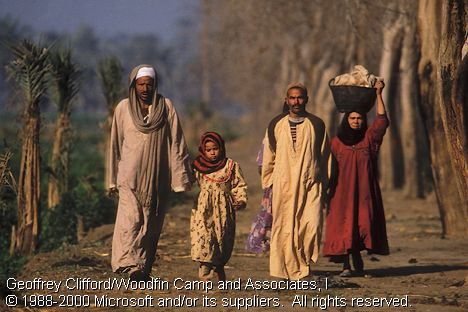 Geoffrey Clifford/Woodfin Camp and Associates, I
© 1988-2000 Microsoft and/or its suppliers. All rights reserved.